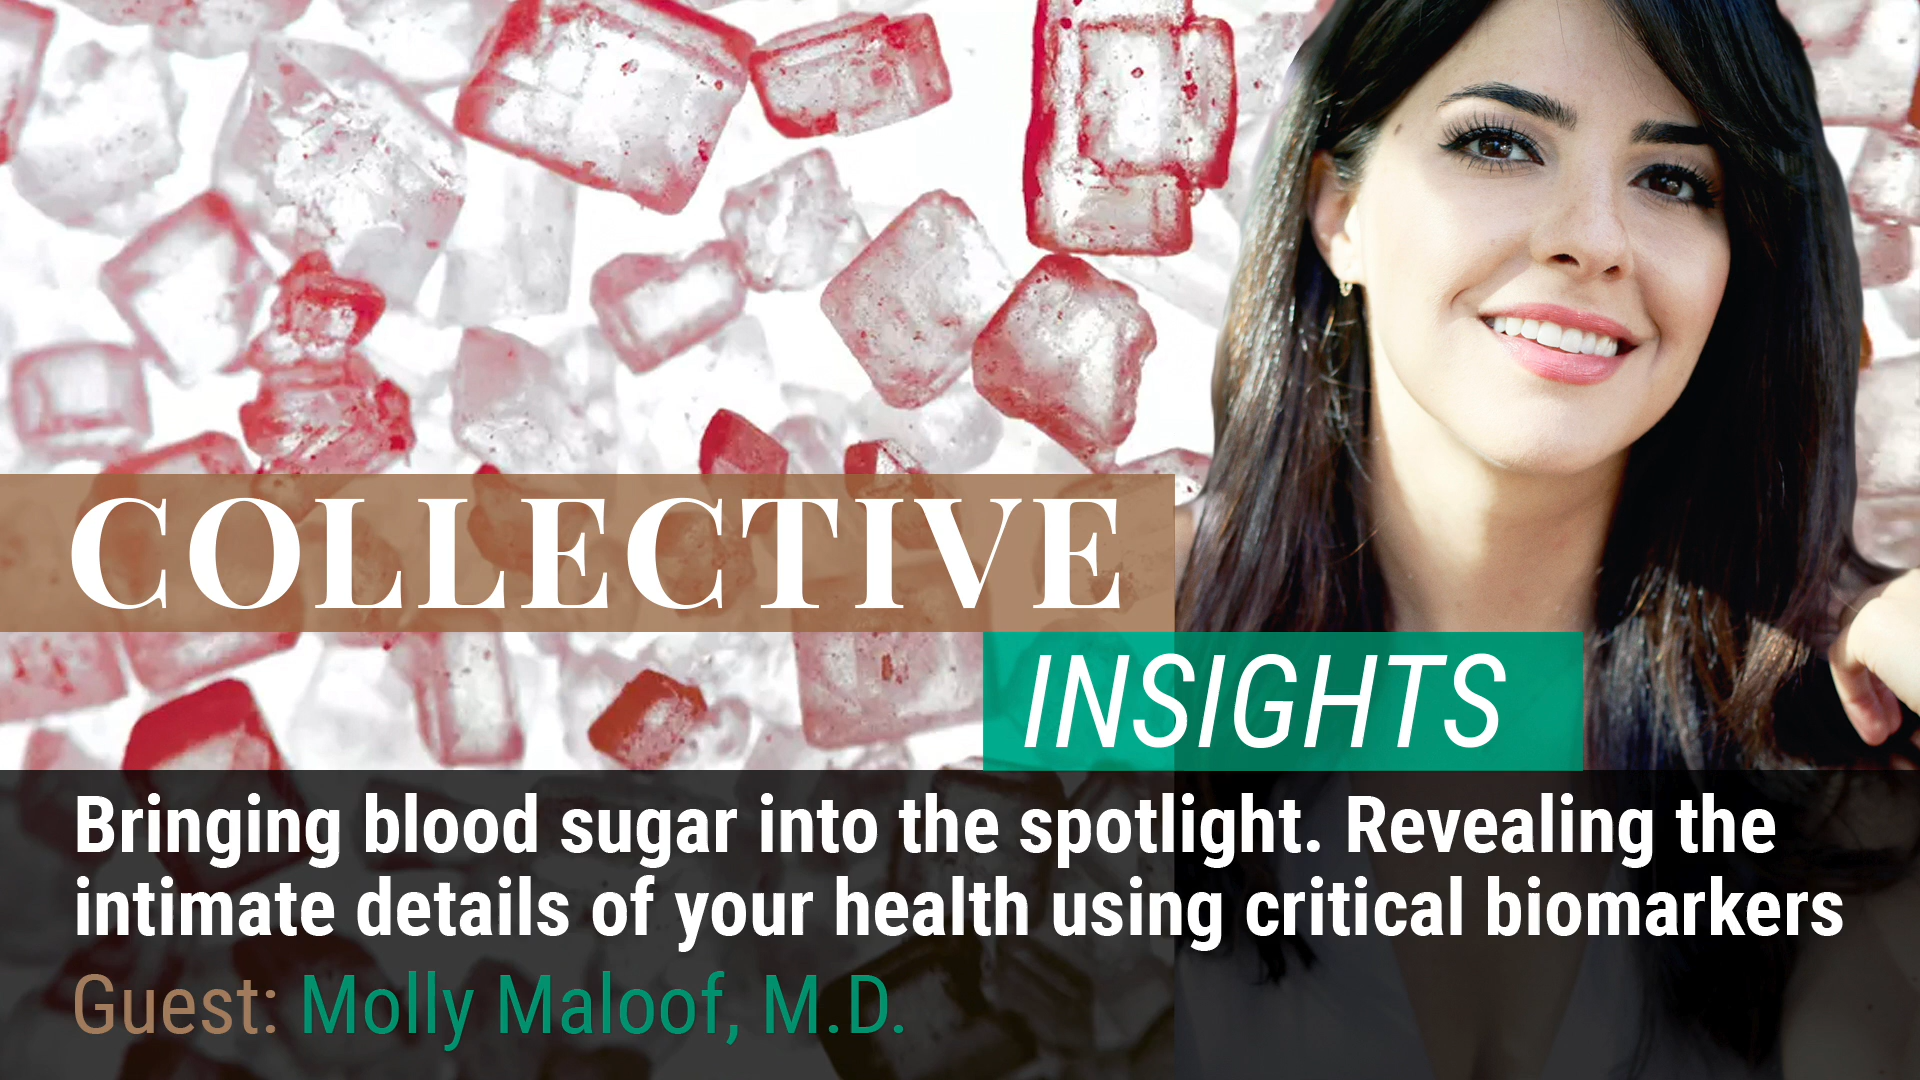 COLLECTIVE
INSIGHTS
Bringing blood sugar into the spotlight. Revealing the
intimate details of your health using critical biomarkers
Guest: Molly Maloof, M.D.